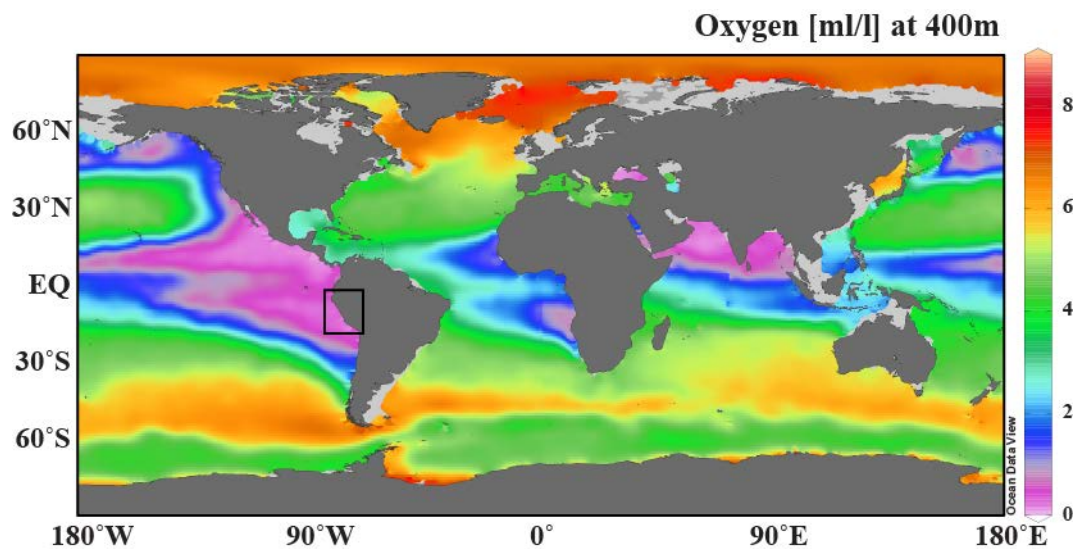 Oxygen [ml/l] at 400m
60°N
30°N
EQ
30°S
60°S
180°W 90°W 0° 90°E 180°E
8
6
4
2
0
Ocean Data View